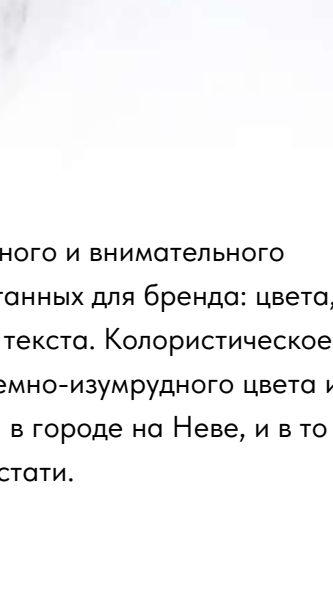 ного и внимательного
танных для бренда: цвета,
текста. Колористическое
емно-изумрудного цвета и
в городе на Неве, и в то
стати.